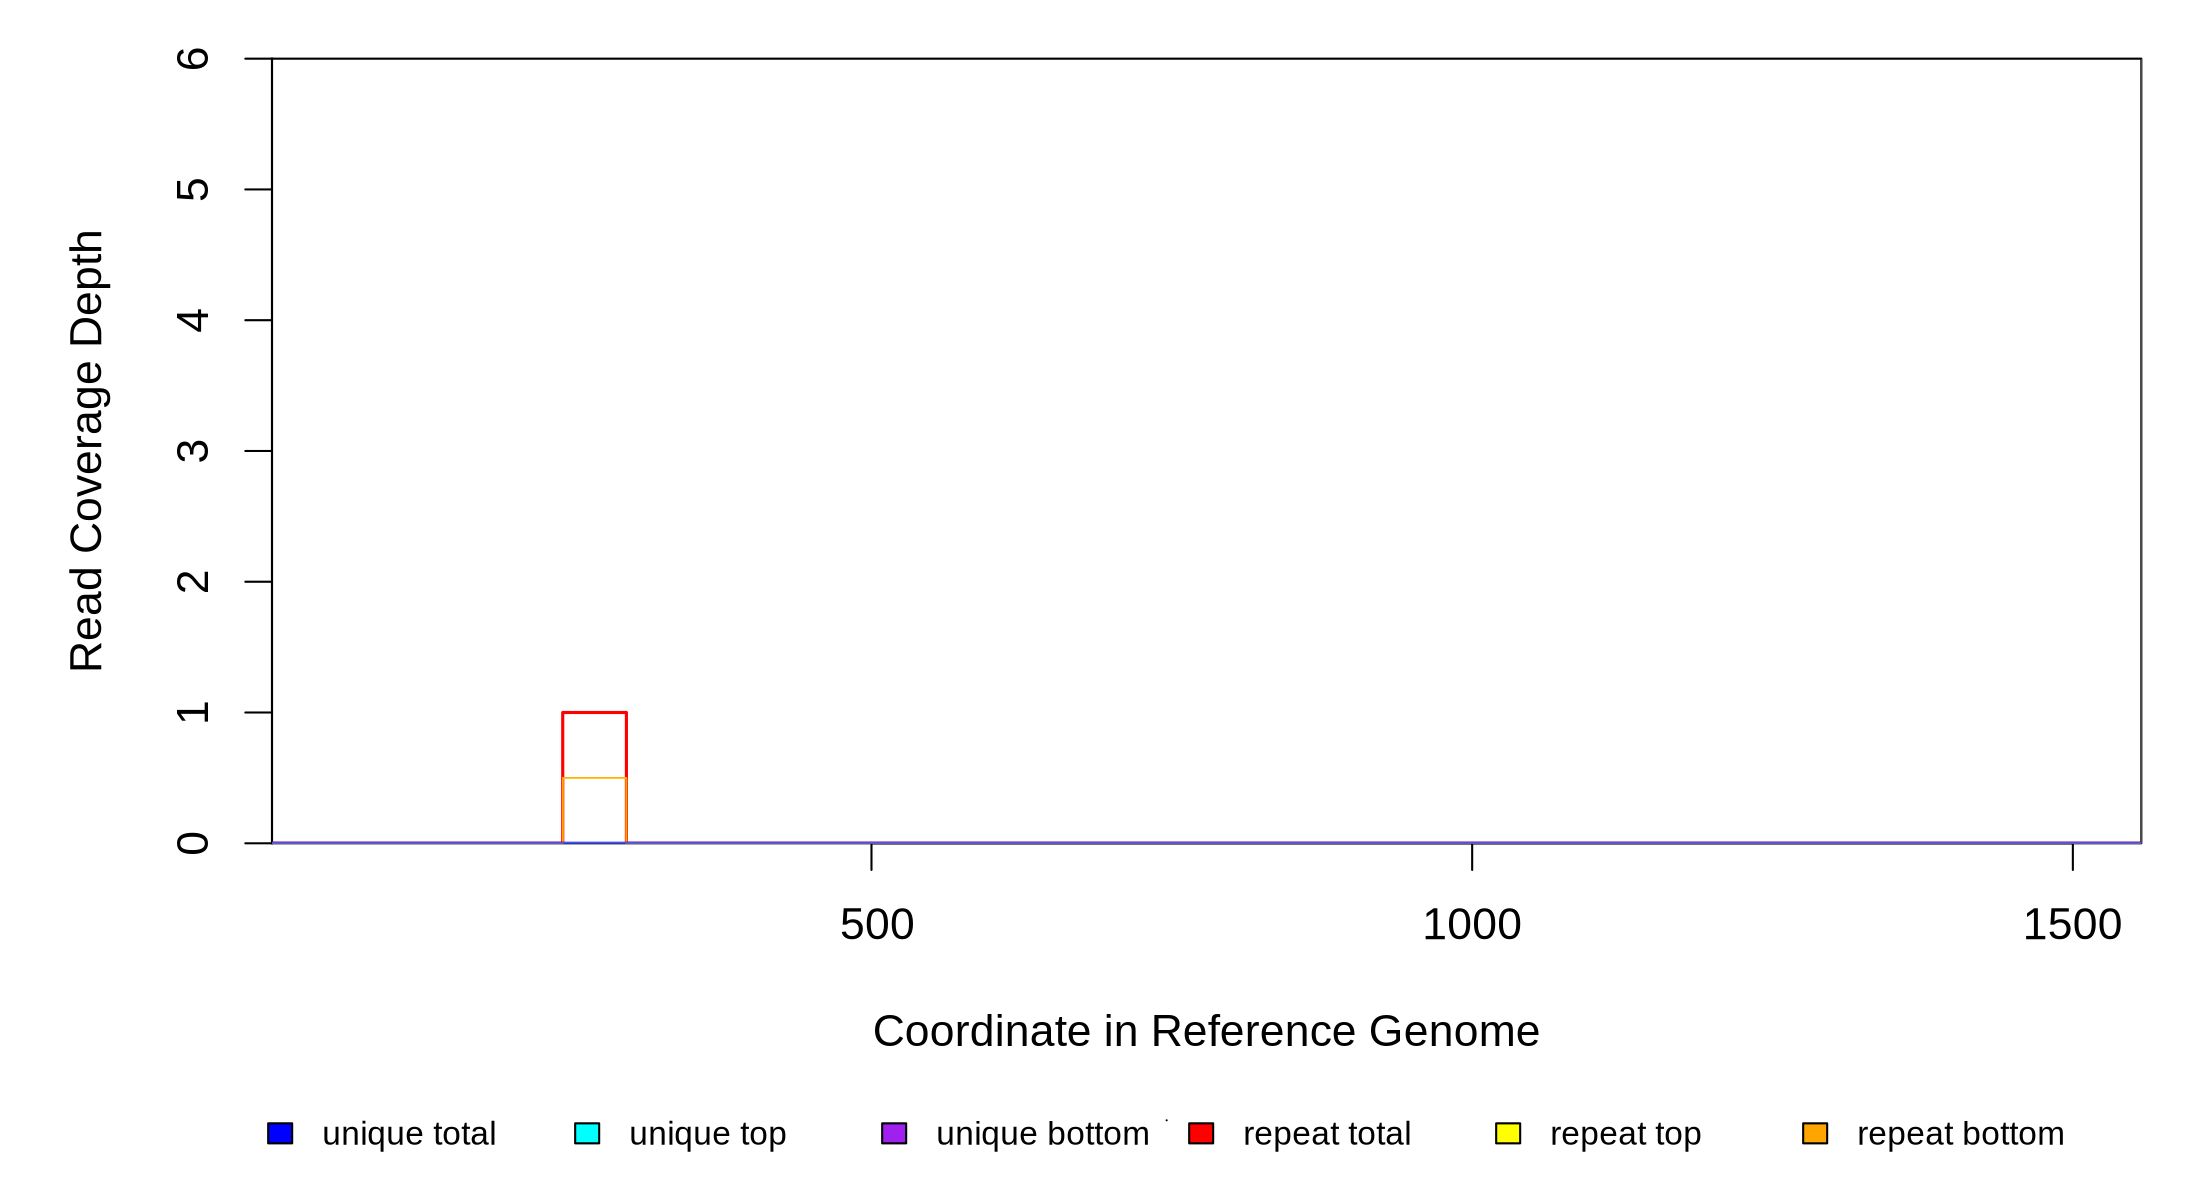 6
5
4
3
2
1
0
Read Coverage Depth
500 1000 1500
Coordinate in Reference Genome
unique total unique top unique bottom repeat total repeat top repeat bottom